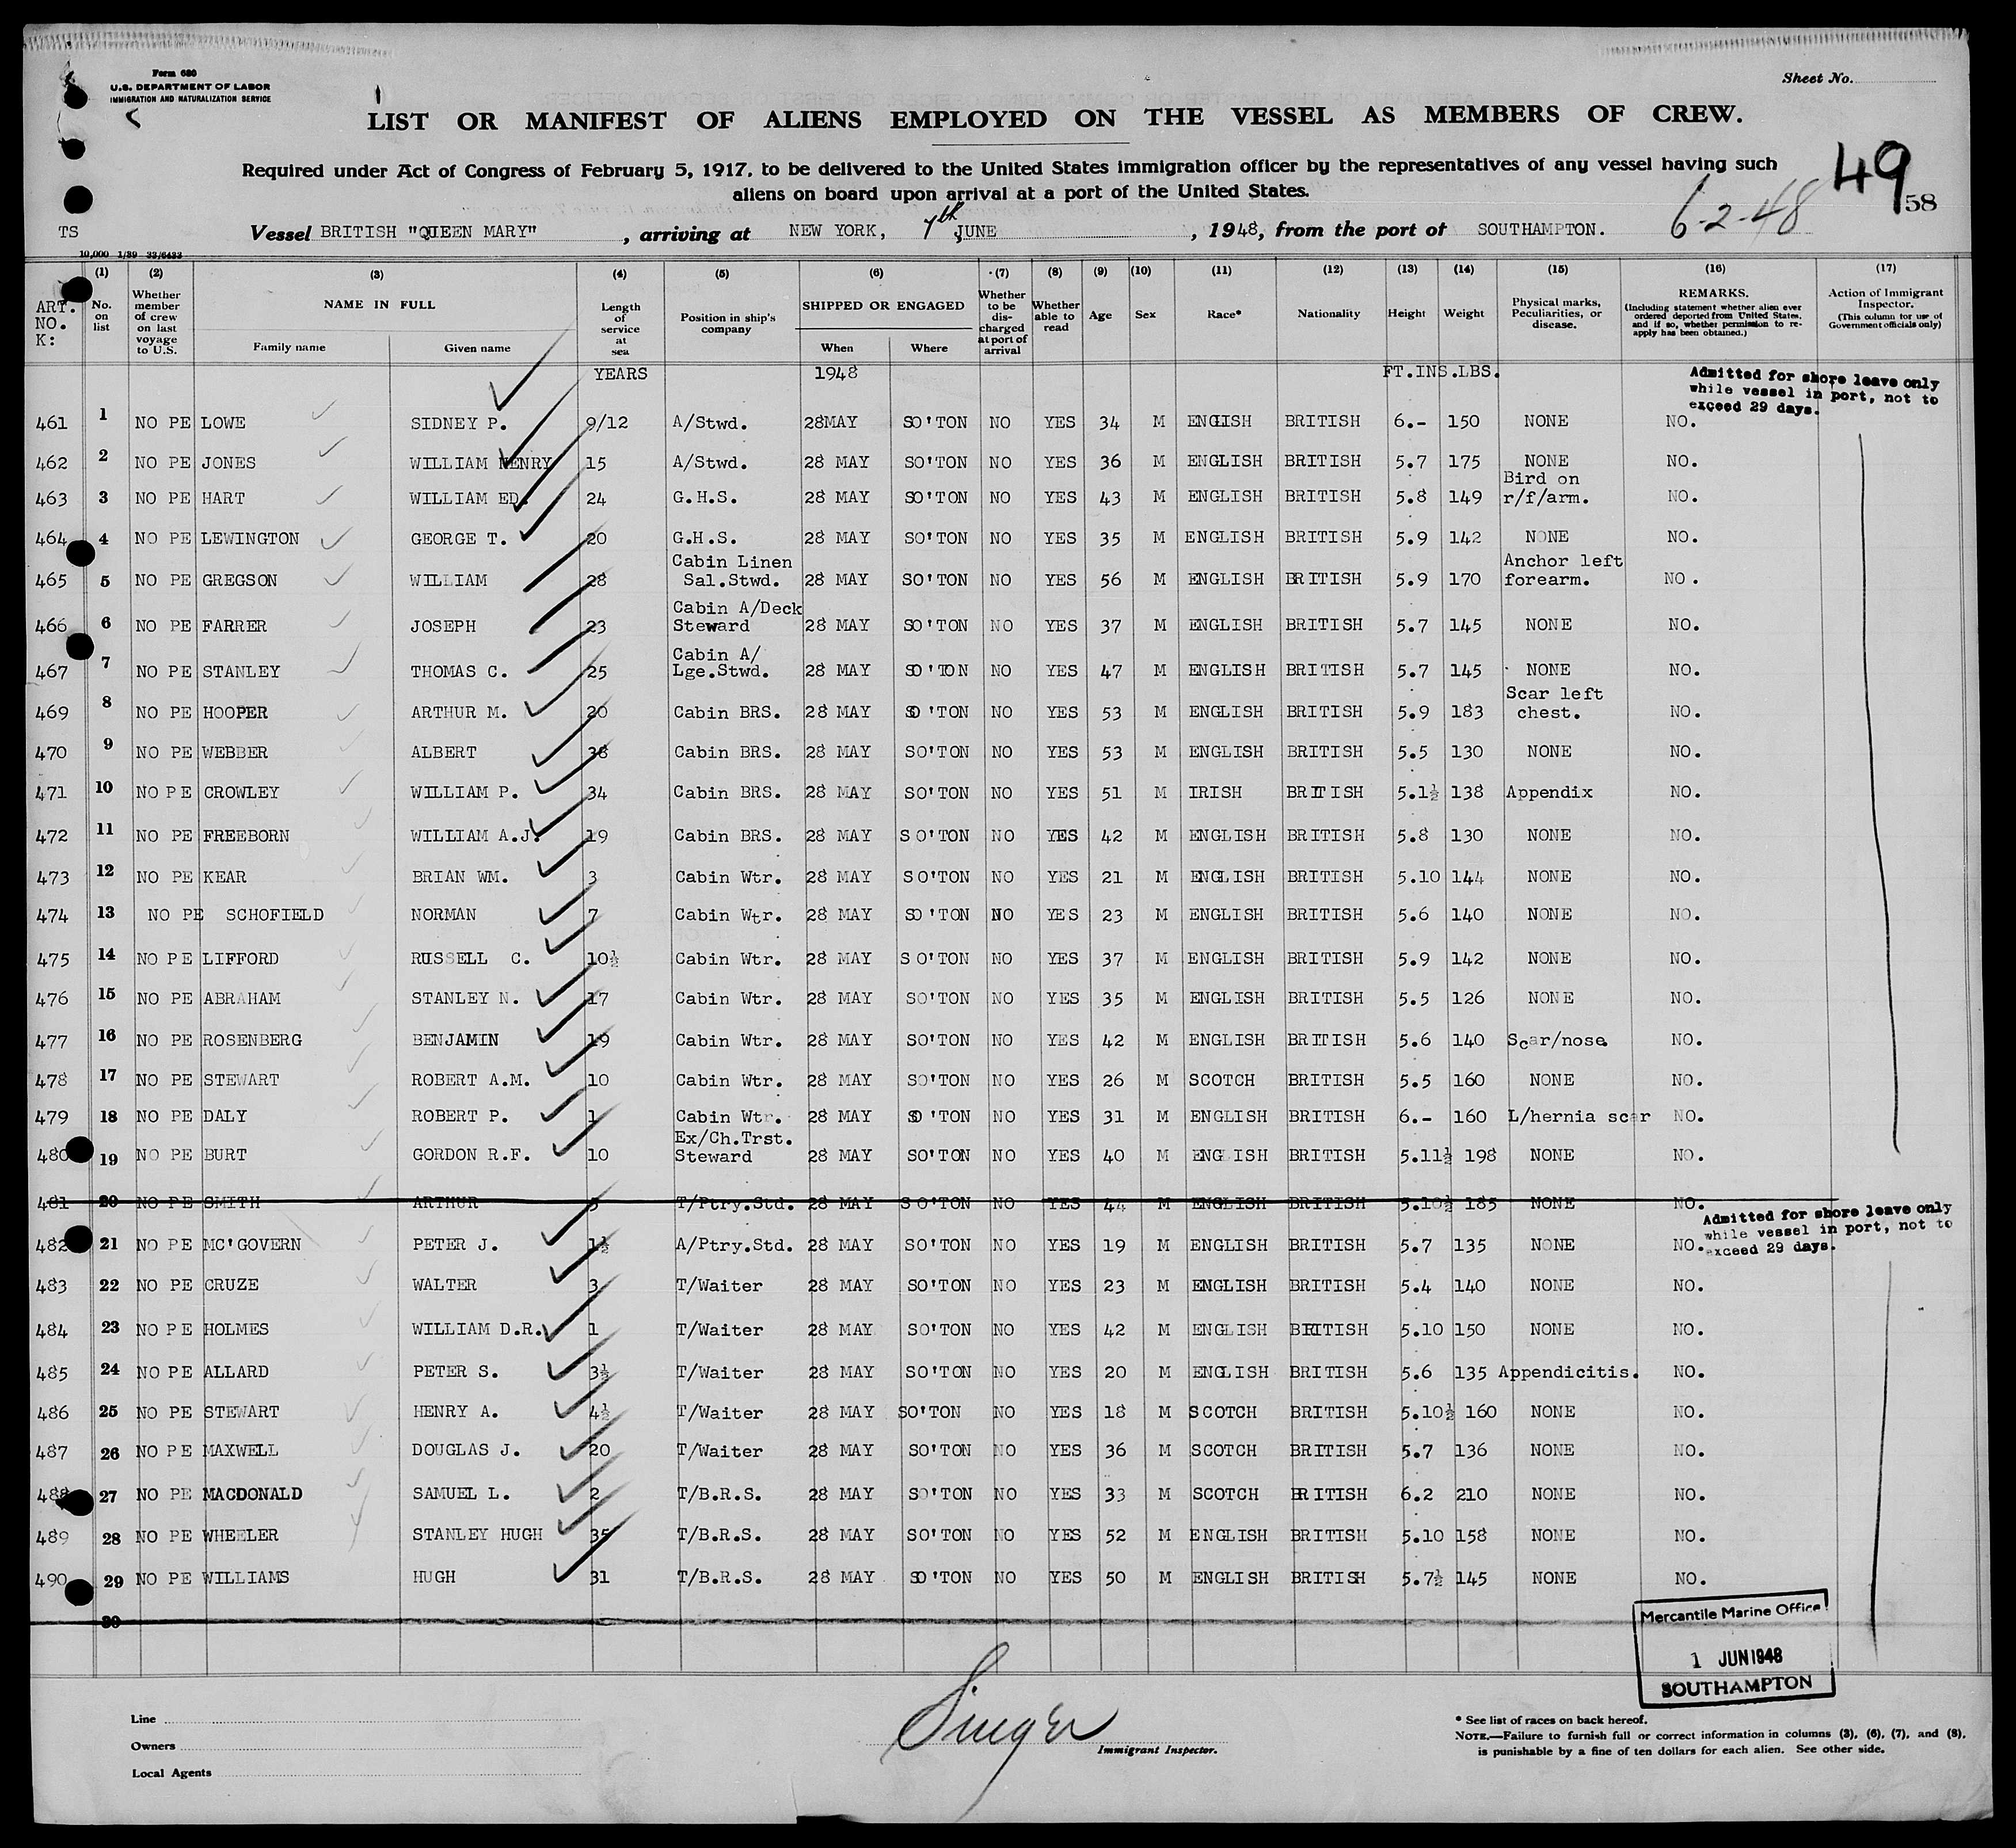 Form 680
U.S. DEPARTMENT OF LABOR
IMMIGRATION AND NATURALIZATION SERVICE
Sheet No.
LIST OR MANIFEST OF ALIENS EMPLOYED ON THE VESSEL AS MEMBERS OF CREW.
Required under Act of Congress of February 5, 1917, to be delivered to the United States immigration officer by the representatives of any vessel having such
aliens on board upon arrival at a port of the United States.
49
58
6-2-48
TS
Vessel BRITISH "QUEEN MARY", arriving at NEW YORK, 7th JUNE, 1948, from the port of SOUTHAMPTON.
10,000 1/39 33/6433
ART. NO. K:
(1) No. on list
(2) Whether member of crew on last voyage to U.S.
(3) NAME IN FULL Family name Given name
(4) Length of service at sea
(5) Position in ship's company
(6) SHIPPED OR ENGAGED When Where
(7) Whether to be discharged at port of arrival
(8) Whether able to read
(9) Age
(10) Sex
(11) Race*
(12) Nationality
(13) Height
(14) Weight
(15) Physical marks, Peculiarities, or disease.
(16) REMARKS. (Including statement whether alien ever ordered deported from United States, and if so, whether permission to reapply has been obtained.)
(17) Action of Immigrant Inspector. (This column for use of Government officials only)
YEARS 1948 FT.INS.LBS.
Admitted for shore leave only
while vessel in port, not to
exceed 29 days.
461 1 NO PE LOWE SIDNEY P. 9/12 A/Stwd. 28MAY SO'TON NO YES 34 M ENGLISH BRITISH 6.- 150 NONE NO.
462 2 NO PE JONES WILLIAM HENRY 15 A/Stwd. 28 MAY SO'TON NO YES 36 M ENGLISH BRITISH 5.7 175 NONE NO.
463 3 NO PE HART WILLIAM ED. 24 G.H.S. 28 MAY SO'TON NO YES 43 M ENGLISH BRITISH 5.8 149 Bird on r/f/arm. NO.
464 4 NO PE LEWINGTON GEORGE T. 20 G.H.S. 28 MAY SO'TON NO YES 35 M ENGLISH BRITISH 5.9 142 NONE NO.
465 5 NO PE GREGSON WILLIAM 28 Cabin Linen Sal.Stwd. 28 MAY SO'TON NO YES 56 M ENGLISH BRITISH 5.9 170 Anchor left forearm. NO.
466 6 NO PE FARRER JOSEPH 23 Cabin A/Deck Steward 28 MAY SO'TON NO YES 37 M ENGLISH BRITISH 5.7 145 NONE NO.
467 7 NO PE STANLEY THOMAS C. 25 Cabin A/ Lge.Stwd. 28 MAY SO'TON NO YES 47 M ENGLISH BRITISH 5.7 145 NONE NO.
469 8 NO PE HOOPER ARTHUR M. 20 Cabin BRS. 28 MAY SO'TON NO YES 53 M ENGLISH BRITISH 5.9 183 Scar left chest. NO.
470 9 NO PE WEBBER ALBERT 38 Cabin BRS. 28 MAY SO'TON NO YES 53 M ENGLISH BRITISH 5.5 130 NONE NO.
471 10 NO PE CROWLEY WILLIAM P. 34 Cabin BRS. 28 MAY SO'TON NO YES 51 M IRISH BRITISH 5.1½ 138 Appendix NO.
472 11 NO PE FREEBORN WILLIAM A.J. 19 Cabin BRS. 28 MAY SO'TON NO YES 42 M ENGLISH BRITISH 5.8 130 NONE NO.
473 12 NO PE KEAR BRIAN WM. 3 Cabin Wtr. 28 MAY SO'TON NO YES 21 M ENGLISH BRITISH 5.10 144 NONE NO.
474 13 NO PE SCHOFIELD NORMAN 7 Cabin Wtr. 28 MAY SO'TON NO YES 23 M ENGLISH BRITISH 5.6 140 NONE NO.
475 14 NO PE LIFFORD RUSSELL C. 10½ Cabin Wtr. 28 MAY SO'TON NO YES 37 M ENGLISH BRITISH 5.9 142 NONE NO.
476 15 NO PE ABRAHAM STANLEY N. 17 Cabin Wtr. 28 MAY SO'TON NO YES 35 M ENGLISH BRITISH 5.5 126 NONE NO.
477 16 NO PE ROSENBERG BENJAMIN 19 Cabin Wtr. 28 MAY SO'TON NO YES 42 M ENGLISH BRITISH 5.6 140 Scar/nose. NO.
478 17 NO PE STEWART ROBERT A.M. 10 Cabin Wtr. 28 MAY SO'TON NO YES 26 M SCOTCH BRITISH 5.5 160 NONE NO.
479 18 NO PE DALY ROBERT P. 1 Cabin Wtr. 28 MAY SO'TON NO YES 31 M ENGLISH BRITISH 6.- 160 L/hernia scar NO.
480 19 NO PE BURT GORDON R.F. 10 Ex/Ch.Trst. Steward 28 MAY SO'TON NO YES 40 M ENGLISH BRITISH 5.11½ 198 NONE NO.
481 20 NO PE SMITH ARTHUR 5 T/Ptry.Std. 28 MAY SO'TON NO YES 44 M ENGLISH BRITISH 5.10½ 185 NONE NO.
Admitted for shore leave only
while vessel in port, not to
exceed 29 days.
482 21 NO PE MC'GOVERN PETER J. 1½ A/Ptry.Std. 28 MAY SO'TON NO YES 19 M ENGLISH BRITISH 5.7 135 NONE NO.
483 22 NO PE CRUZE WALTER 3 T/Waiter 28 MAY SO'TON NO YES 23 M ENGLISH BRITISH 5.4 140 NONE NO.
484 23 NO PE HOLMES WILLIAM D.R. 1 T/Waiter 28 MAY SO'TON NO YES 42 M ENGLISH BRITISH 5.10 150 NONE NO.
485 24 NO PE ALLARD PETER S. 3½ T/Waiter 28 MAY SO'TON NO YES 20 M ENGLISH BRITISH 5.6 135 Appendicitis. NO.
486 25 NO PE STEWART HENRY A. 4½ T/Waiter 28 MAY SO'TON NO YES 18 M SCOTCH BRITISH 5.10½ 160 NONE NO.
487 26 NO PE MAXWELL DOUGLAS J. 20 T/Waiter 28 MAY SO'TON NO YES 36 M SCOTCH BRITISH 5.7 136 NONE NO.
488 27 NO PE MACDONALD SAMUEL L. 2 T/B.R.S. 28 MAY SO'TON NO YES 33 M SCOTCH BRITISH 6.2 210 NONE NO.
489 28 NO PE WHEELER STANLEY HUGH 35 T/B.R.S. 28 MAY SO'TON NO YES 52 M ENGLISH BRITISH 5.10 158 NONE NO.
490 29 NO PE WILLIAMS HUGH 31 T/B.R.S. 28 MAY SO'TON NO YES 50 M ENGLISH BRITISH 5.7½ 145 NONE NO.
30
Mercantile Marine Office
1 JUN 1948
SOUTHAMPTON
Line
Owners
Local Agents
Singer
Immigrant Inspector.
* See list of races on back hereof.
NOTE.—Failure to furnish full or correct information in columns (3), (6), (7), and (8),
is punishable by a fine of ten dollars for each alien. See other side.